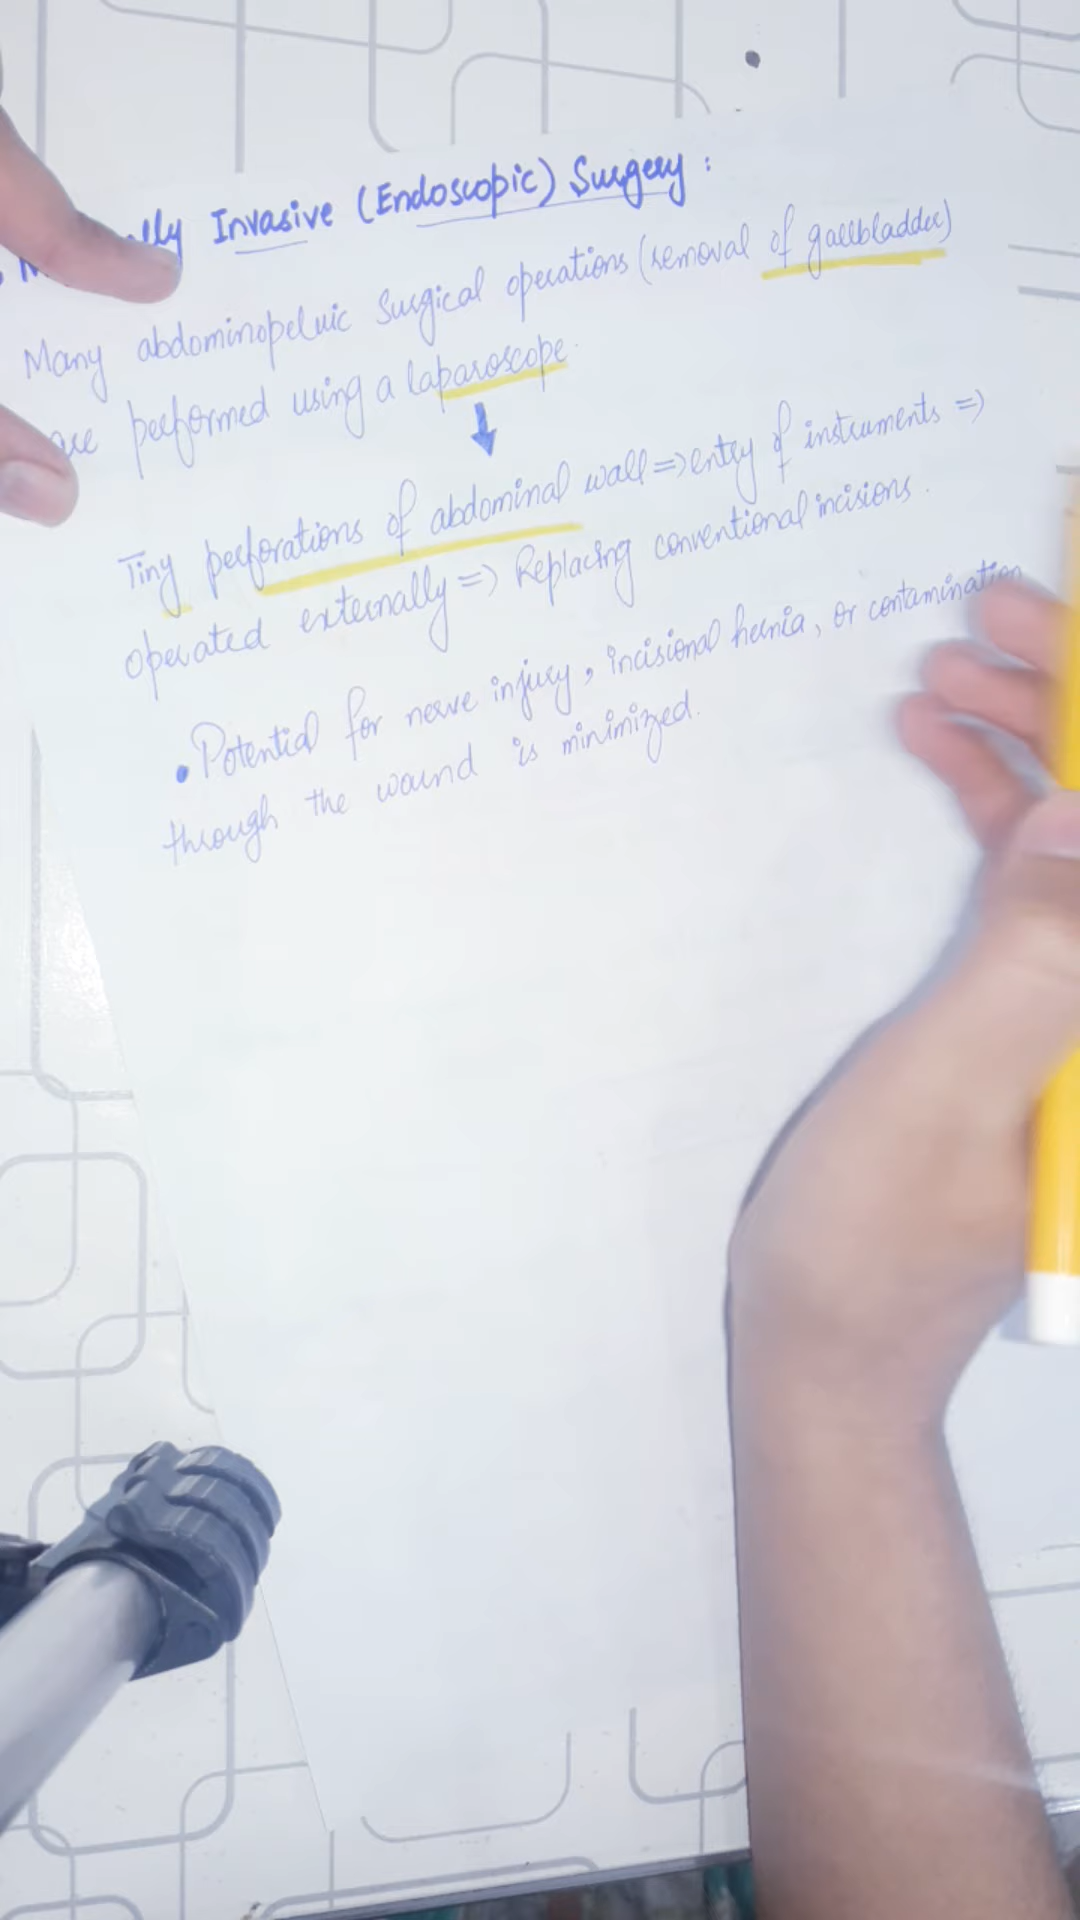 ally Invasive (Endoscopic) Surgery :
Many abdominopelvic Surgical operations (removal of gallbladder)
are performed using a laparoscope.
Tiny perforations of abdominal wall => entry of instruments =>
operated externally => Replacing conventional incisions.
• Potential for nerve injury, incisional hernia, or contamination
through the wound is minimized.